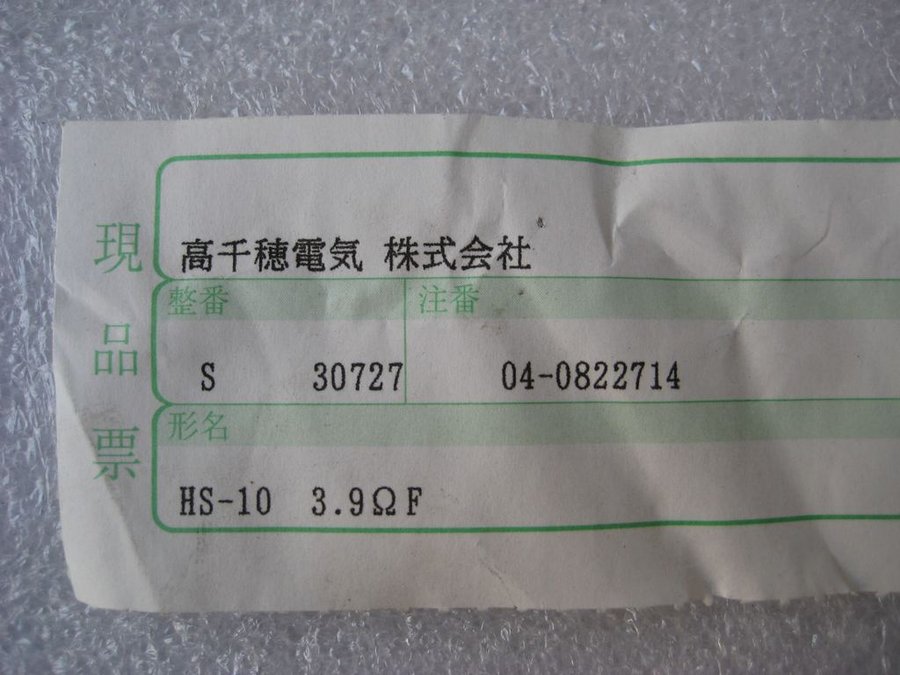 現品票
高千穂電気 株式会社
整番 注番
S 30727 04-0822714
形名
HS-10 3.9ΩF